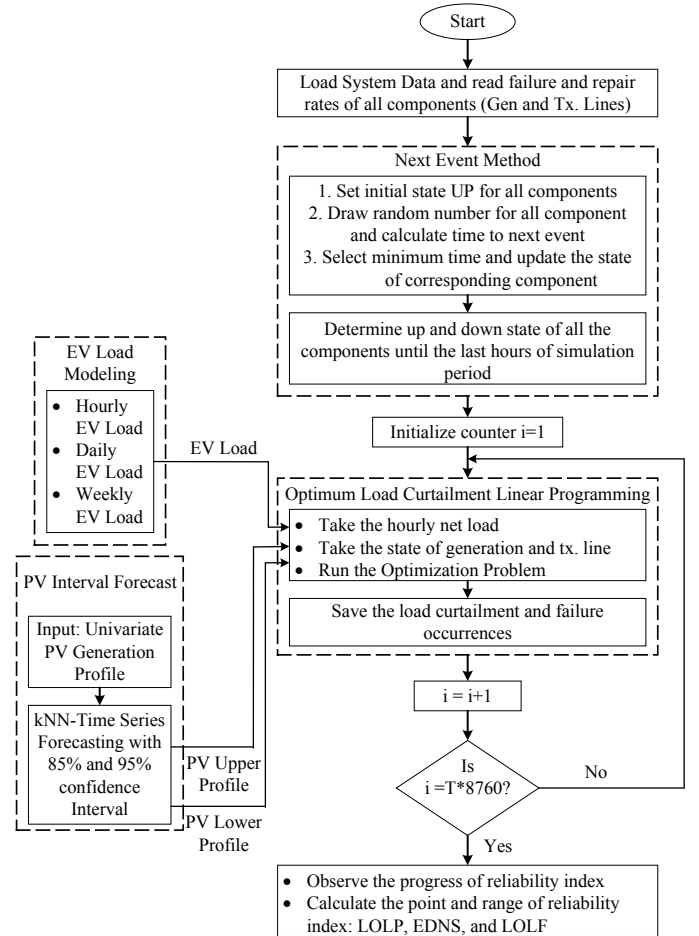 Start
Load System Data and read failure and repair
rates of all components (Gen and Tx. Lines)
Next Event Method
1. Set initial state UP for all components
2. Draw random number for all component
and calculate time to next event
3. Select minimum time and update the state
of corresponding component
Determine up and down state of all the
components until the last hours of simulation
period
Initialize counter i=1
EV Load
Modeling
• Hourly
EV Load
• Daily
EV Load
• Weekly
EV Load
EV Load
Optimum Load Curtailment Linear Programming
• Take the hourly net load
• Take the state of generation and tx. line
• Run the Optimization Problem
Save the load curtailment and failure
occurrences
PV Interval Forecast
Input: Univariate
PV Generation
Profile
kNN-Time Series
Forecasting with
85% and 95%
confidence
Interval
PV Upper
Profile
PV Lower
Profile
i = i+1
Is
i =T*8760?
No
Yes
• Observe the progress of reliability index
• Calculate the point and range of reliability
index: LOLP, EDNS, and LOLF